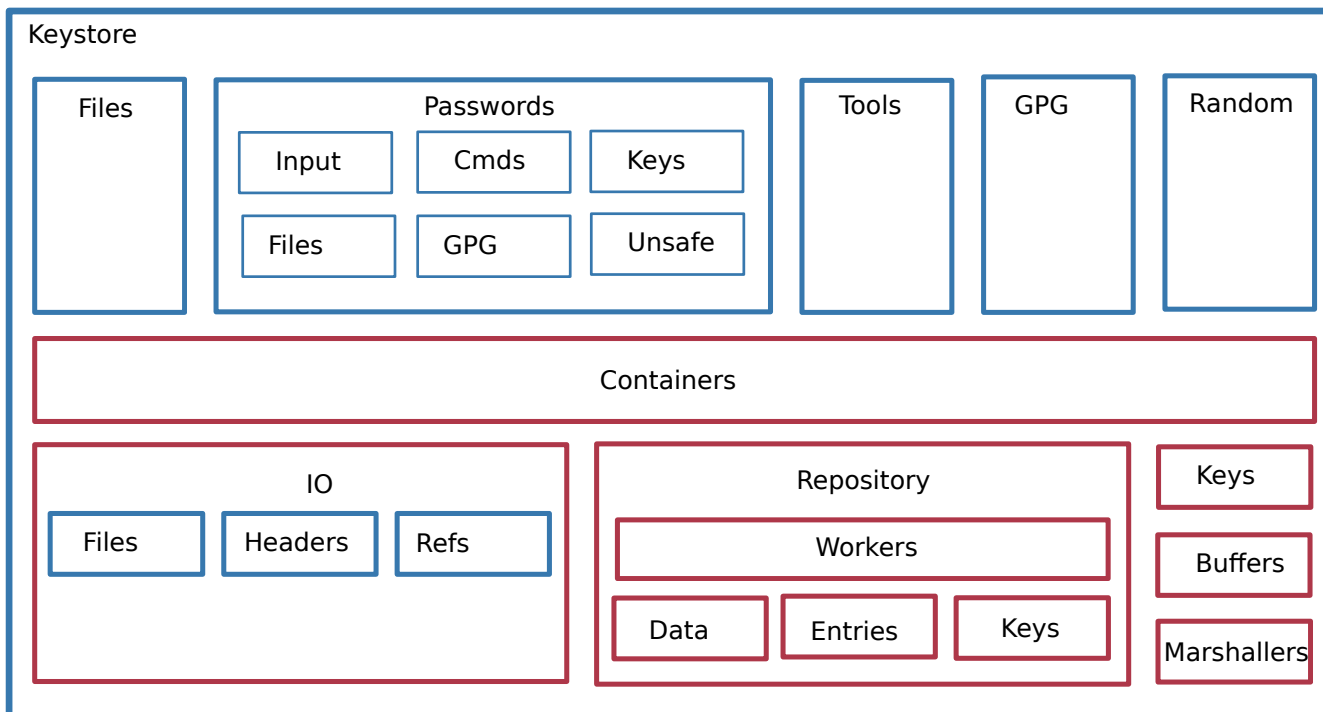 Keystore
Files
Passwords
Input
Cmds
Keys
Files
GPG
Unsafe
Tools
GPG
Random
Containers
IO
Files
Headers
Refs
Repository
Workers
Data
Entries
Keys
Keys
Buffers
Marshallers